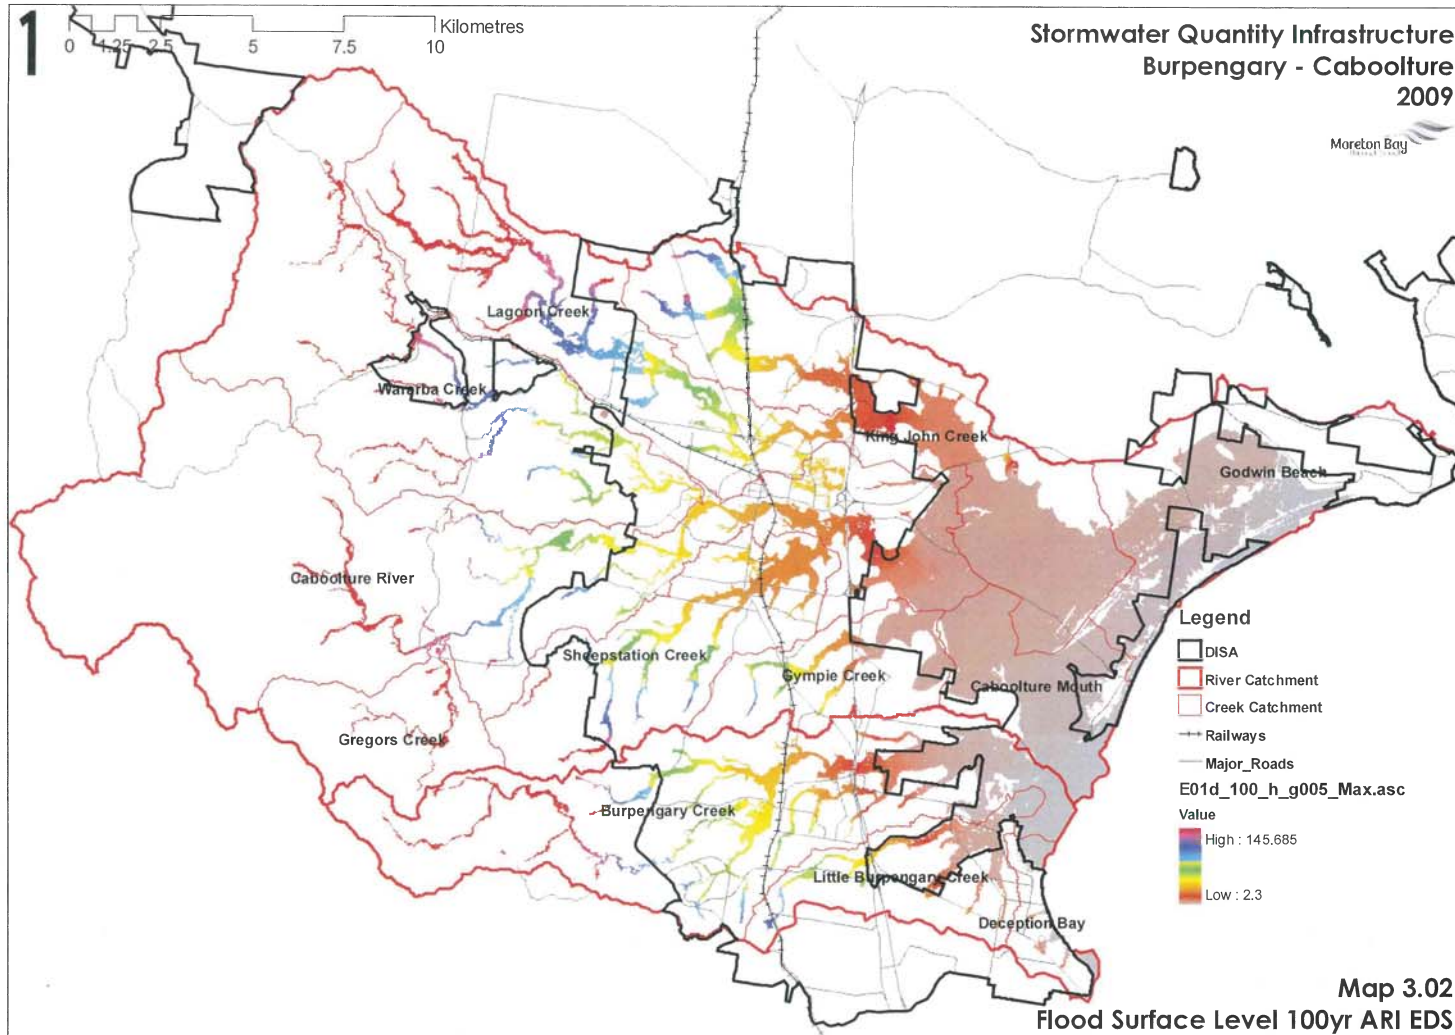 1
Kilometres
0 1.25 2.5 5 7.5 10
Stormwater Quantity Infrastructure
Burpengary - Caboolture
2009
Moreton Bay
Lagoon Creek
Wararba Creek
King John Creek
Godwin Beach
Caboolture River
Sheepstation Creek
Gympie Creek
Caboolture Mouth
Gregors Creek
Burpengary Creek
Little Burpengary Creek
Deception Bay
Legend
DISA
River Catchment
Creek Catchment
Railways
Major_Roads
E01d_100_h_g005_Max.asc
Value
High : 145.685
Low : 2.3
Map 3.02
Flood Surface Level 100yr ARI EDS